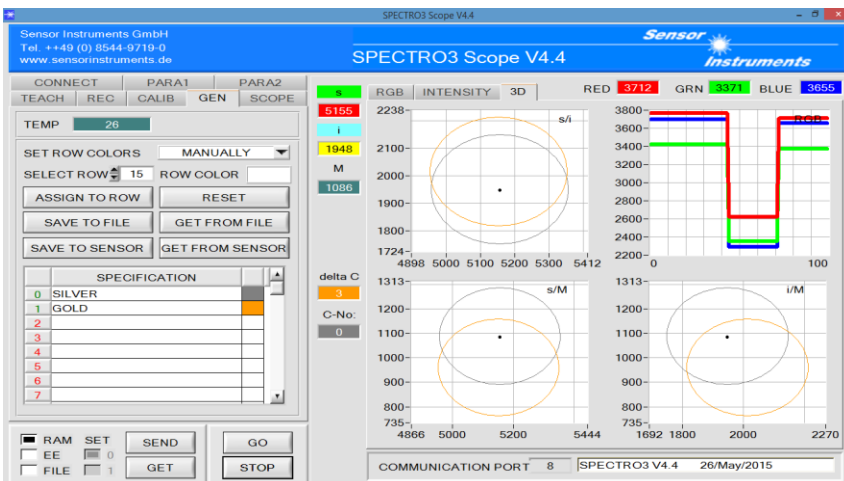 SPECTRO3 Scope V4.4
Sensor Instruments GmbH
Tel. ++49 (0) 8544-9719-0
www.sensorinstruments.de
SPECTRO3 Scope V4.4
Sensor
Instruments
CONNECT PARA1 PARA2
TEACH REC CALIB GEN SCOPE
TEMP 26
SET ROW COLORS MANUALLY
SELECT ROW 15 ROW COLOR
ASSIGN TO ROW RESET
SAVE TO FILE GET FROM FILE
SAVE TO SENSOR GET FROM SENSOR
SPECIFICATION
0 SILVER
1 GOLD
2
3
4
5
6
7
RAM SET SEND GO
EE 0
FILE 1 GET STOP
s
5155
i
1948
M
1086
delta C
3
C-No:
0
RGB INTENSITY 3D RED 3712 GRN 3371 BLUE 3655
2238
2100
2000
1900
1800
1724
4898 5000 5100 5200 5300 5412
s/i
3800
3600
3400
3200
3000
2800
2600
2400
2200
0 100
RGB
1313
1200
1100
1000
900
800
735
4866 5000 5200 5444
s/M
1313
1200
1100
1000
900
800
735
1692 1800 2000 2270
i/M
COMMUNICATION PORT 8 SPECTRO3 V4.4 26/May/2015